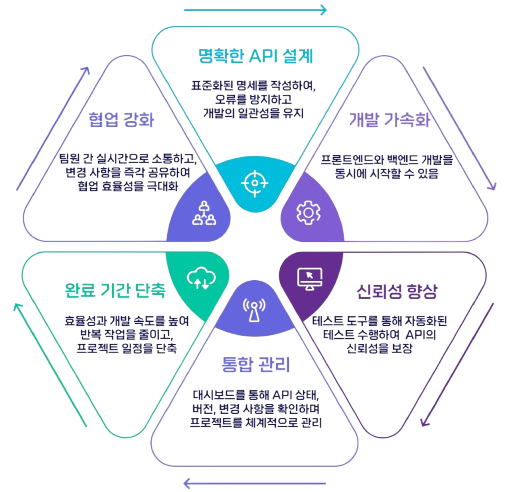 명확한 API 설계
표준화된 명세를 작성하여,
오류를 방지하고
개발의 일관성을 유지
개발 가속화
프론트엔드와 백엔드 개발을
동시에 시작할 수 있음
신뢰성 향상
테스트 도구를 통해 자동화된
테스트 수행하여 API의
신뢰성을 보장
통합 관리
대시보드를 통해 API 상태,
버전, 변경 사항을 확인하며
프로젝트를 체계적으로 관리
완료 기간 단축
효율성과 개발 속도를 높여
반복 작업을 줄이고,
프로젝트 일정을 단축
협업 강화
팀원 간 실시간으로 소통하고,
변경 사항을 즉각 공유하여
협업 효율성을 극대화